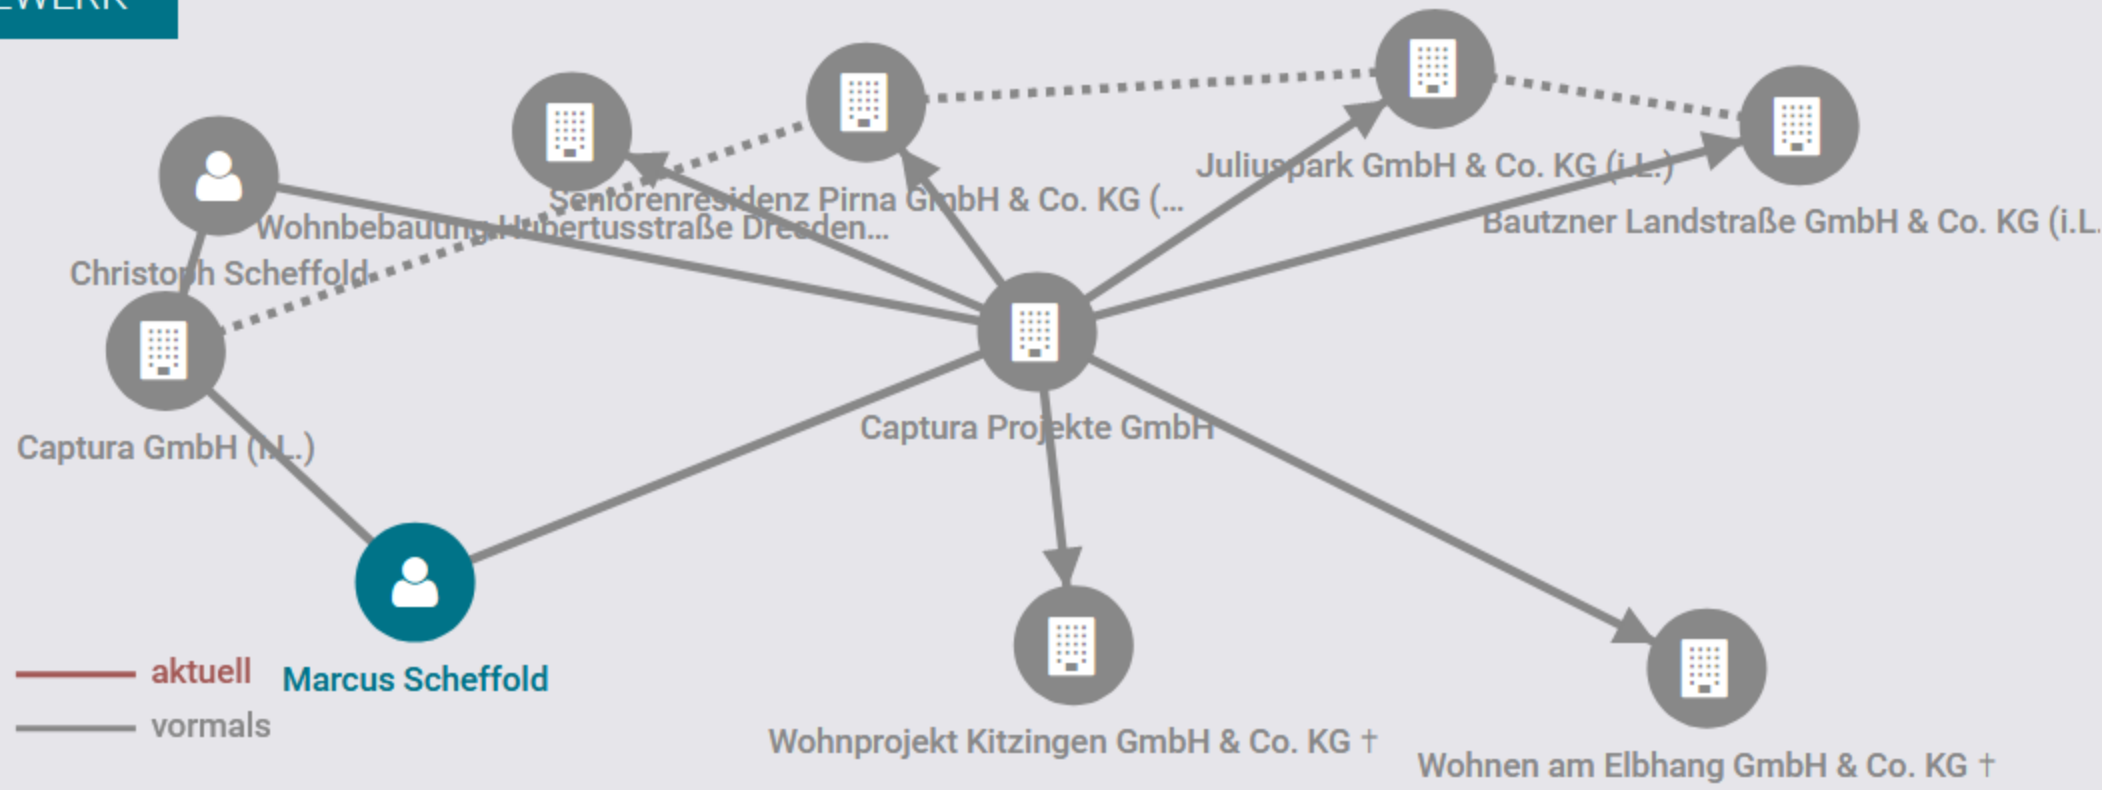 Juliuspark GmbH & Co. KG (i.L.)
Seniorenresidenz Pirna GmbH & Co. KG (...
Bautzner Landstraße GmbH & Co. KG (i.L.
Wohnbebauung Hubertusstraße Dresden...
Christoph Scheffold
Captura Projekte GmbH
Captura GmbH (i.L.)
aktuell
Marcus Scheffold
vormals
Wohnprojekt Kitzingen GmbH & Co. KG †
Wohnen am Elbhang GmbH & Co. KG †